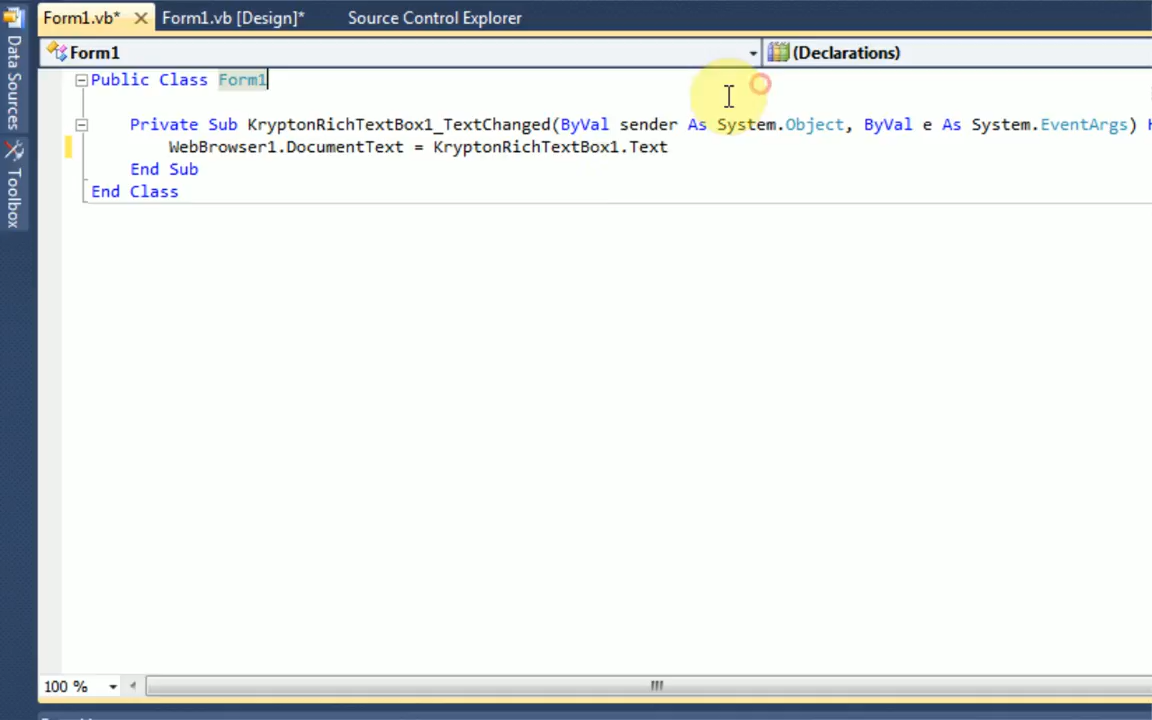 Form1.vb* Form1.vb [Design]* Source Control Explorer
Form1 (Declarations)
Data Sources
Toolbox
Public Class Form1
Private Sub KryptonRichTextBox1_TextChanged(ByVal sender As System.Object, ByVal e As System.EventArgs)
WebBrowser1.DocumentText = KryptonRichTextBox1.Text
End Sub
End Class
100 %